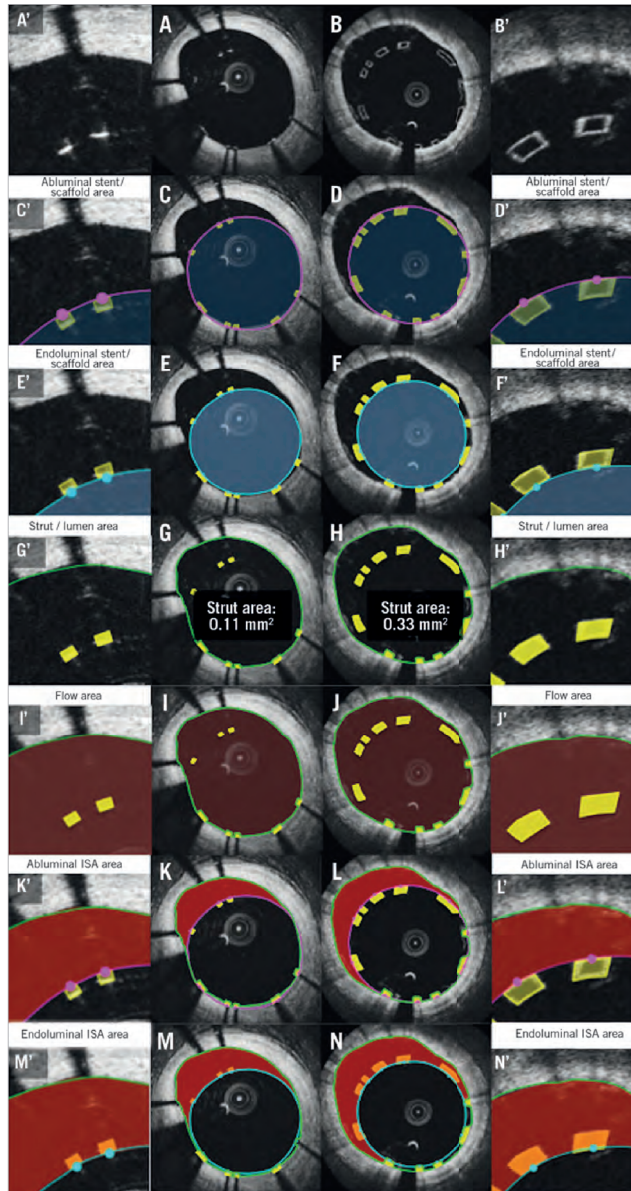 A'
A
B
B'
Abluminal stent/
scaffold area
Abluminal stent/
scaffold area
C'
C
D
D'
Endoluminal stent/
scaffold area
Endoluminal stent/
scaffold area
E'
E
F
F'
Strut / lumen area
Strut / lumen area
G'
G
H
H'
Strut area:
0.11 mm²
Strut area:
0.33 mm²
Flow area
Flow area
I'
I
J
J'
Abluminal ISA area
Abluminal ISA area
K'
K
L
L'
Endoluminal ISA area
Endoluminal ISA area
M'
M
N
N'